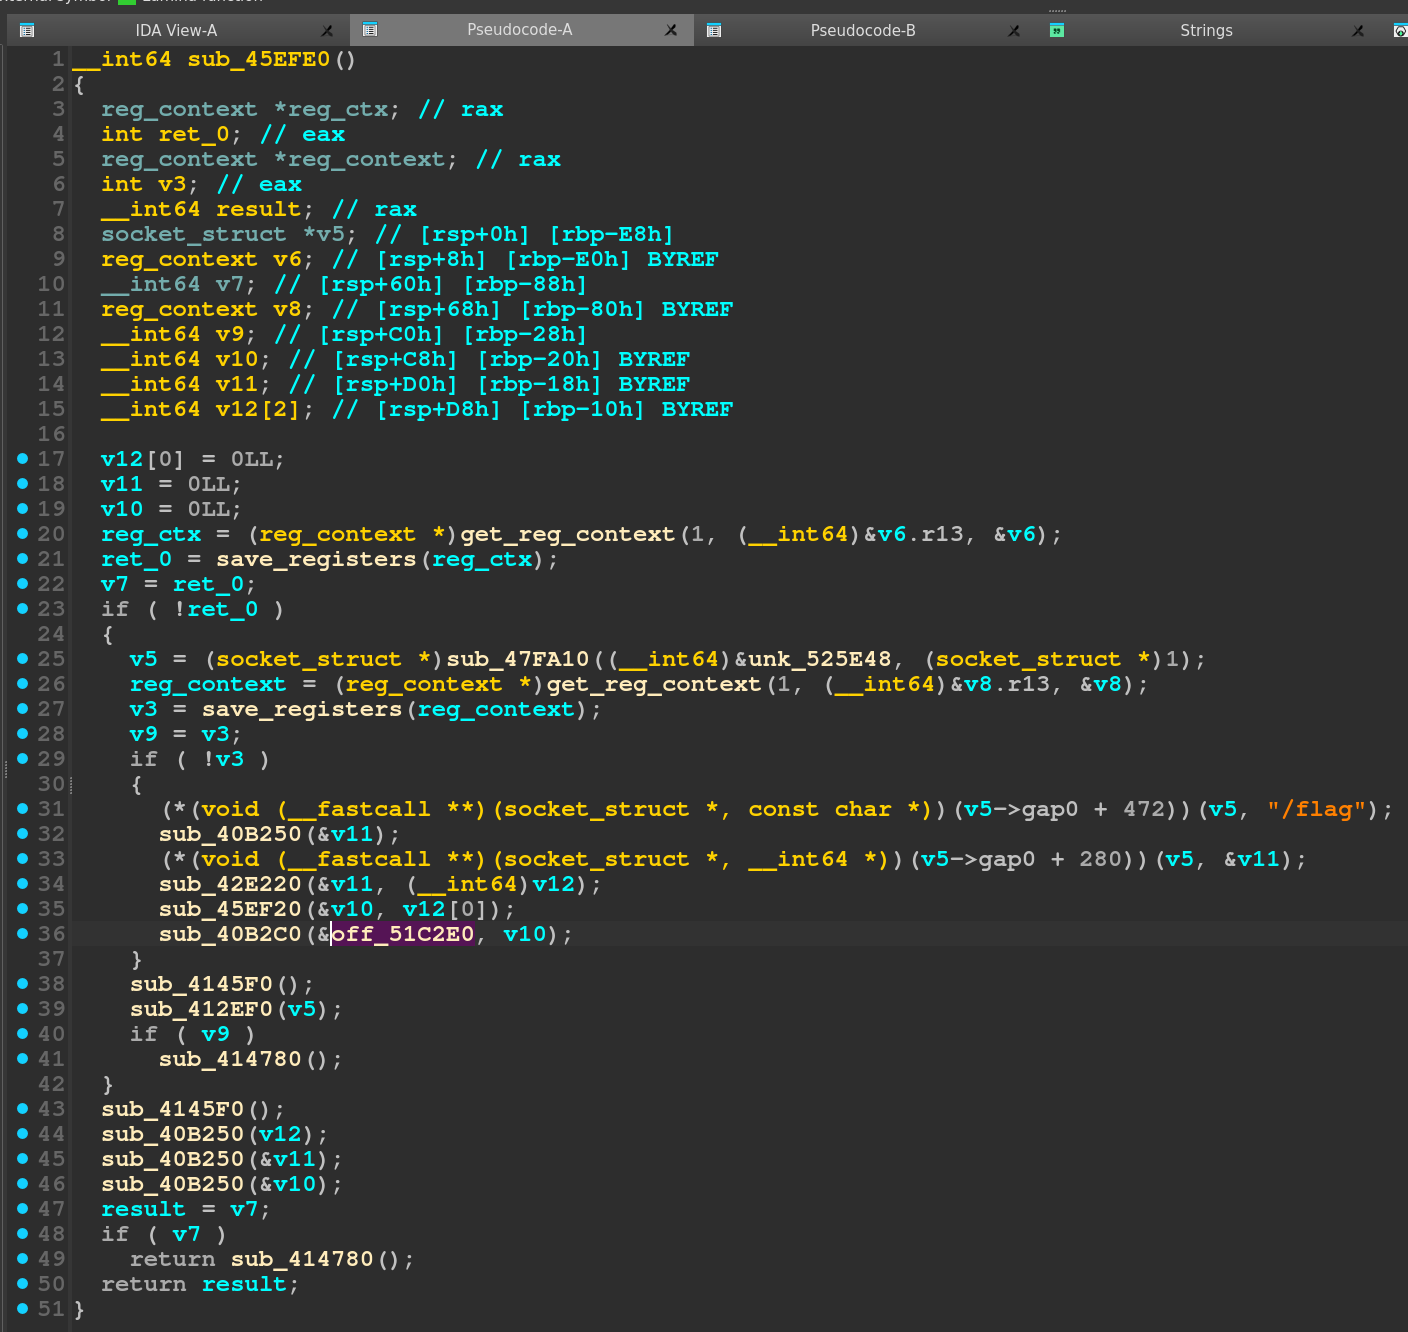 IDA View-A Pseudocode-A Pseudocode-B Strings
1 __int64 sub_45EFE0()
2 {
3   reg_context *reg_ctx; // rax
4   int ret_0; // eax
5   reg_context *reg_context; // rax
6   int v3; // eax
7   __int64 result; // rax
8   socket_struct *v5; // [rsp+0h] [rbp-E8h]
9   reg_context v6; // [rsp+8h] [rbp-E0h] BYREF
10   __int64 v7; // [rsp+60h] [rbp-88h]
11   reg_context v8; // [rsp+68h] [rbp-80h] BYREF
12   __int64 v9; // [rsp+C0h] [rbp-28h]
13   __int64 v10; // [rsp+C8h] [rbp-20h] BYREF
14   __int64 v11; // [rsp+D0h] [rbp-18h] BYREF
15   __int64 v12[2]; // [rsp+D8h] [rbp-10h] BYREF
16
17   v12[0] = 0LL;
18   v11 = 0LL;
19   v10 = 0LL;
20   reg_ctx = (reg_context *)get_reg_context(1, (__int64)&v6.r13, &v6);
21   ret_0 = save_registers(reg_ctx);
22   v7 = ret_0;
23   if ( !ret_0 )
24   {
25     v5 = (socket_struct *)sub_47FA10((__int64)&unk_525E48, (socket_struct *)1);
26     reg_context = (reg_context *)get_reg_context(1, (__int64)&v8.r13, &v8);
27     v3 = save_registers(reg_context);
28     v9 = v3;
29     if ( !v3 )
30     {
31       (*(void (__fastcall **)(socket_struct *, const char *))(v5->gap0 + 472))(v5, "/flag");
32       sub_40B250(&v11);
33       (*(void (__fastcall **)(socket_struct *, __int64 *))(v5->gap0 + 280))(v5, &v11);
34       sub_42E220(&v11, (__int64)v12);
35       sub_45EF20(&v10, v12[0]);
36       sub_40B2C0(&off_51C2E0, v10);
37     }
38     sub_4145F0();
39     sub_412EF0(v5);
40     if ( v9 )
41       sub_414780();
42   }
43   sub_4145F0();
44   sub_40B250(v12);
45   sub_40B250(&v11);
46   sub_40B250(&v10);
47   result = v7;
48   if ( v7 )
49     return sub_414780();
50   return result;
51 }